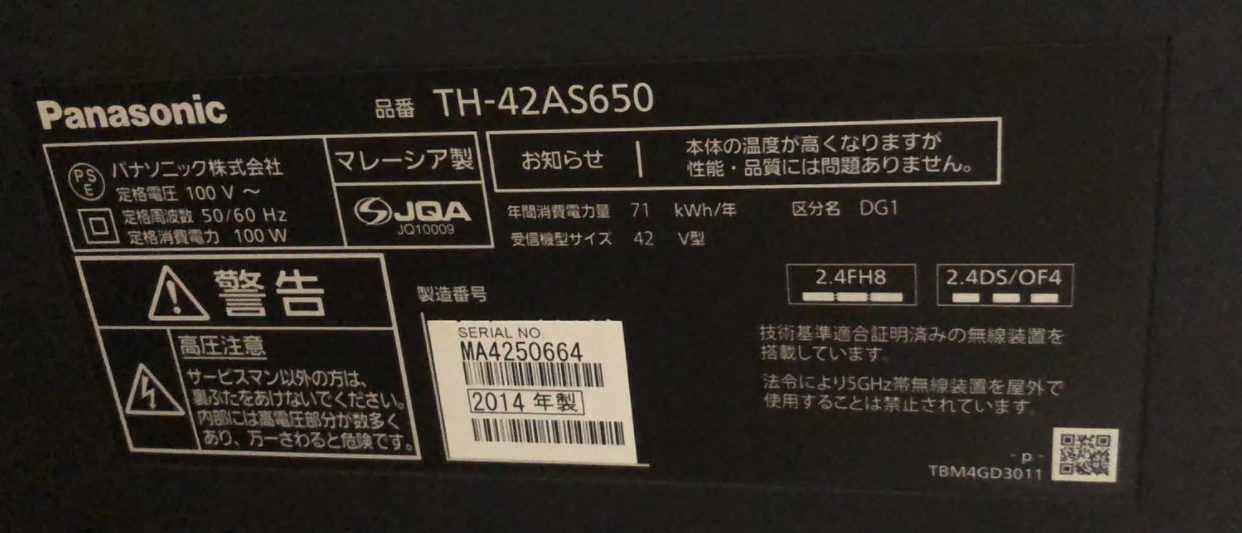 Panasonic
品番 TH-42AS650
PS
E
パナソニック株式会社
定格電圧 100 V ～
定格周波数 50/60 Hz
定格消費電力 100 W
マレーシア製
JQA
JQ10009
お知らせ
本体の温度が高くなりますが
性能・品質には問題ありません。
年間消費電力量 71 kWh/年 区分名 DG1
受信機型サイズ 42 V型
警告
高圧注意
サービスマン以外の方は、
裏ぶたをあけないでください。
内部には高電圧部分が数多く
あり、万一さわると危険です。
製造番号
SERIAL NO.
MA4250664
2014 年製
2.4FH8
2.4DS/OF4
技術基準適合証明済みの無線装置を
搭載しています。
法令により5GHz帯無線装置を屋外で
使用することは禁止されています。
- p -
TBM4GD3011